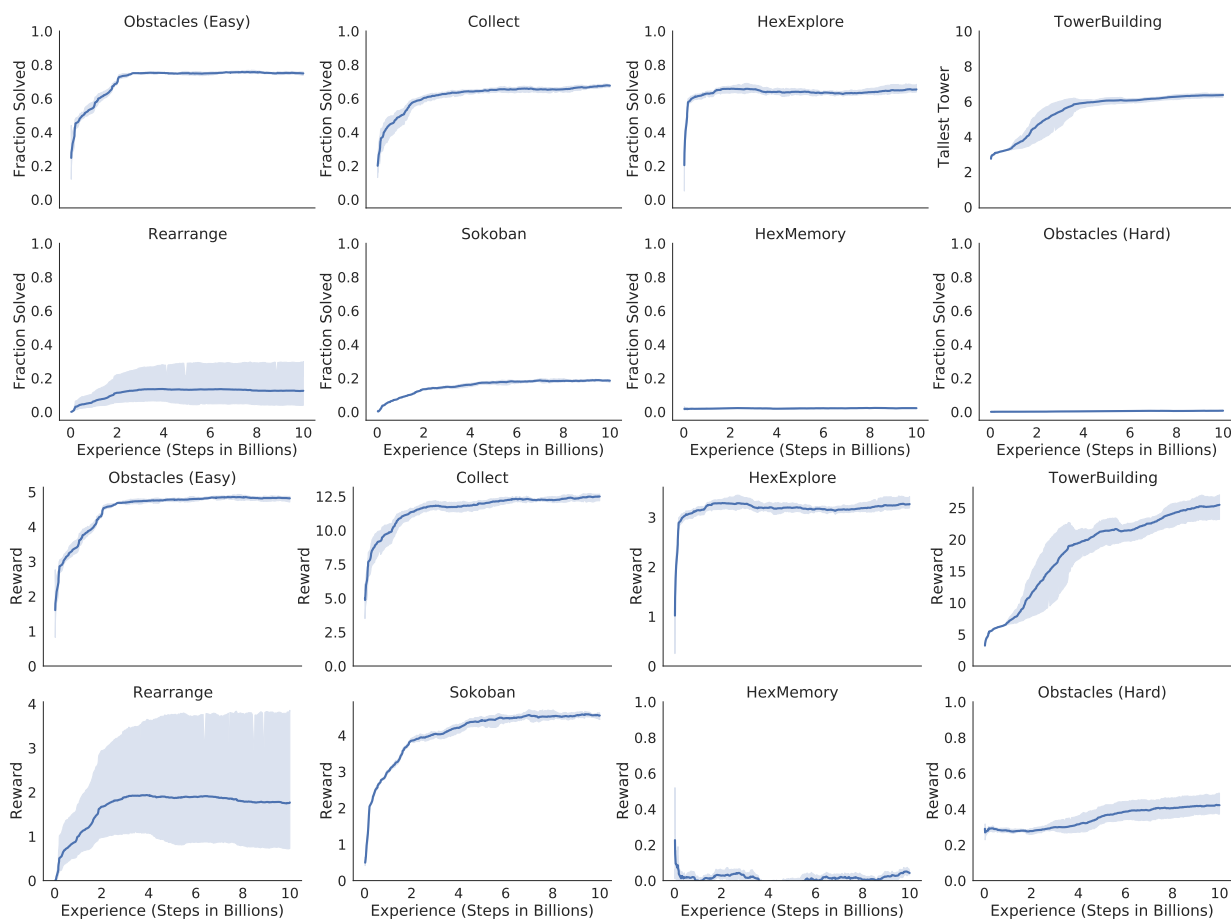 Obstacles (Easy) Collect HexExplore TowerBuilding
1.0 1.0 1.0 10
0.8 0.8 0.8 8
0.6 0.6 0.6 6
0.4 0.4 0.4 4
0.2 0.2 0.2 2
0.0 0.0 0.0 0
Fraction Solved Fraction Solved Fraction Solved Tallest Tower
Rearrange Sokoban HexMemory Obstacles (Hard)
1.0 1.0 1.0 1.0
0.8 0.8 0.8 0.8
0.6 0.6 0.6 0.6
0.4 0.4 0.4 0.4
0.2 0.2 0.2 0.2
0.0 0.0 0.0 0.0
Fraction Solved Fraction Solved Fraction Solved Fraction Solved
0 2 4 6 8 10 0 2 4 6 8 10 0 2 4 6 8 10 0 2 4 6 8 10
Experience (Steps in Billions) Experience (Steps in Billions) Experience (Steps in Billions) Experience (Steps in Billions)
Obstacles (Easy) Collect HexExplore TowerBuilding
5 12.5 3 25
4 10.0 2 20
3 7.5 1 15
2 5.0 0 10
1 2.5 5
0 0.0 0
Reward Reward Reward Reward
Rearrange Sokoban HexMemory Obstacles (Hard)
4 4 1.0 1.0
3 3 0.8 0.8
2 2 0.6 0.6
1 1 0.4 0.4
0 0 0.2 0.2
0.0 0.0
Reward Reward Reward Reward
0 2 4 6 8 10 0 2 4 6 8 10 0 2 4 6 8 10 0 2 4 6 8 10
Experience (Steps in Billions) Experience (Steps in Billions) Experience (Steps in Billions) Experience (Steps in Billions)